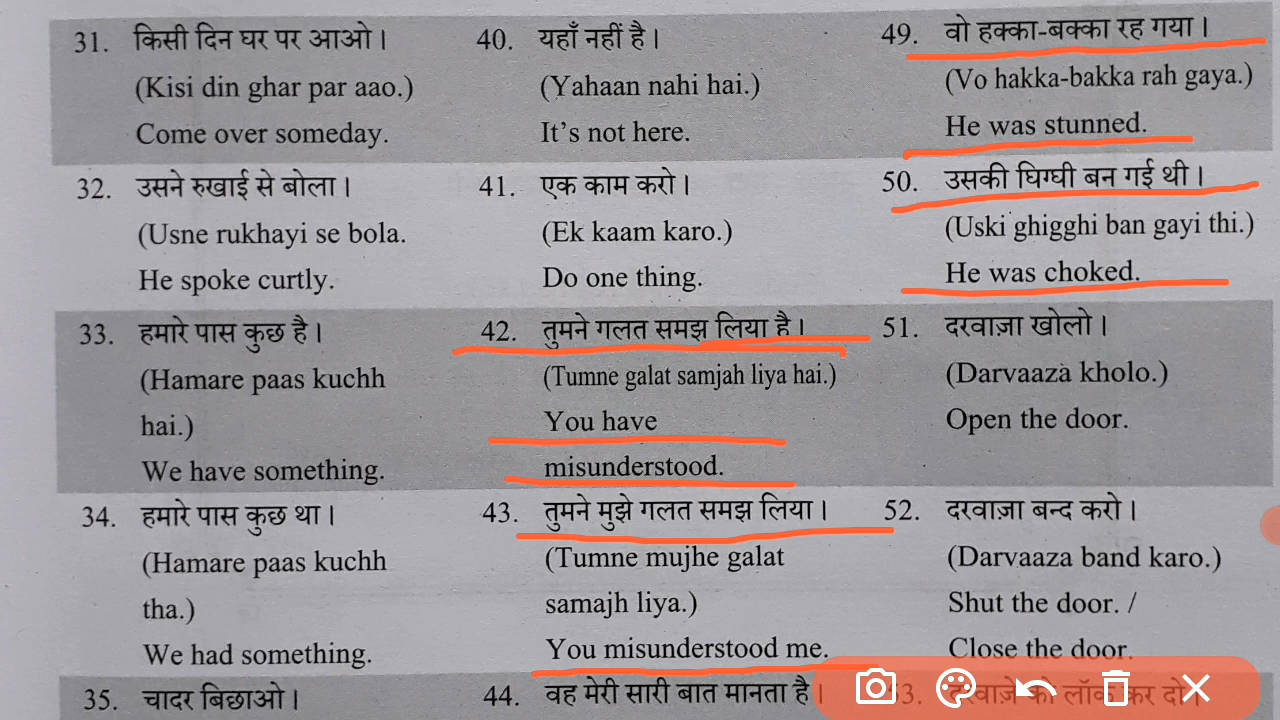 31. किसी दिन घर पर आओ।
(Kisi din ghar par aao.)
Come over someday.
32. उसने रुखाई से बोला।
(Usne rukhayi se bola.
He spoke curtly.
33. हमारे पास कुछ है।
(Hamare paas kuchh
hai.)
We have something.
34. हमारे पास कुछ था।
(Hamare paas kuchh
tha.)
We had something.
35. चादर बिछाओ।
40. यहाँ नहीं है।
(Yahaan nahi hai.)
It's not here.
41. एक काम करो।
(Ek kaam karo.)
Do one thing.
42. तुमने गलत समझ लिया है।
(Tumne galat samjah liya hai.)
You have
misunderstood.
43. तुमने मुझे गलत समझ लिया।
(Tumne mujhe galat
samajh liya.)
You misunderstood me.
44. वह मेरी सारी बात मानता है।
49. वो हक्का-बक्का रह गया।
(Vo hakka-bakka rah gaya.)
He was stunned.
50. उसकी घिग्घी बन गई थी।
(Uski ghigghi ban gayi thi.)
He was choked.
51. दरवाज़ा खोलो।
(Darvaaza kholo.)
Open the door.
52. दरवाज़ा बन्द करो।
(Darvaaza band karo.)
Shut the door. /
Close the door.
53. दरवाज़े को लॉक कर दो।